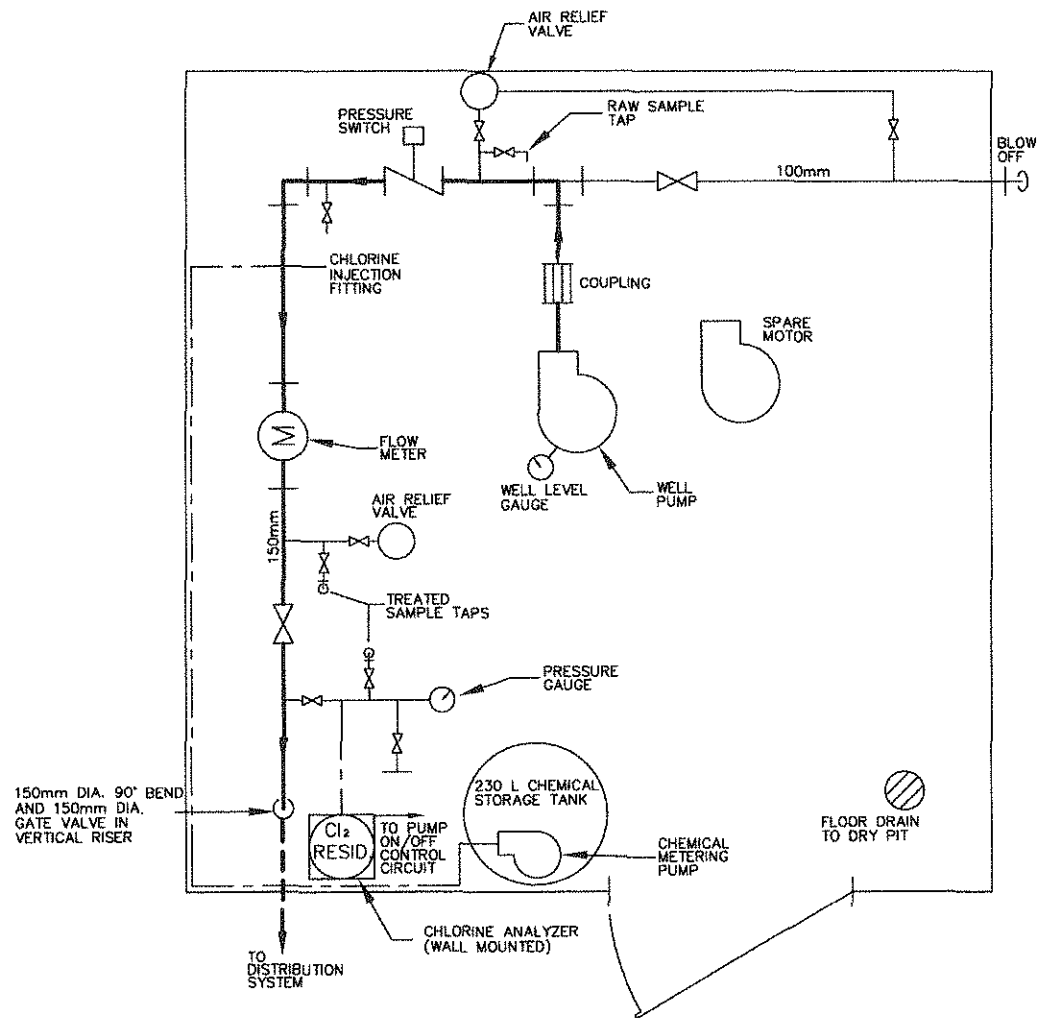 AIR RELIEF
VALVE
PRESSURE
SWITCH
RAW SAMPLE
TAP
BLOW
OFF
100mm
CHLORINE
INJECTION
FITTING
COUPLING
SPARE
MOTOR
M
FLOW
METER
WELL LEVEL
GAUGE
WELL
PUMP
AIR RELIEF
VALVE
150mm
TREATED
SAMPLE TAPS
PRESSURE
GAUGE
150mm DIA. 90° BEND
AND 150mm DIA.
GATE VALVE IN
VERTICAL RISER
230 L CHEMICAL
STORAGE TANK
FLOOR DRAIN
TO DRY PIT
Cl₂
RESID
TO PUMP
ON/OFF
CONTROL
CIRCUIT
CHEMICAL
METERING
PUMP
CHLORINE ANALYZER
(WALL MOUNTED)
TO
DISTRIBUTION
SYSTEM